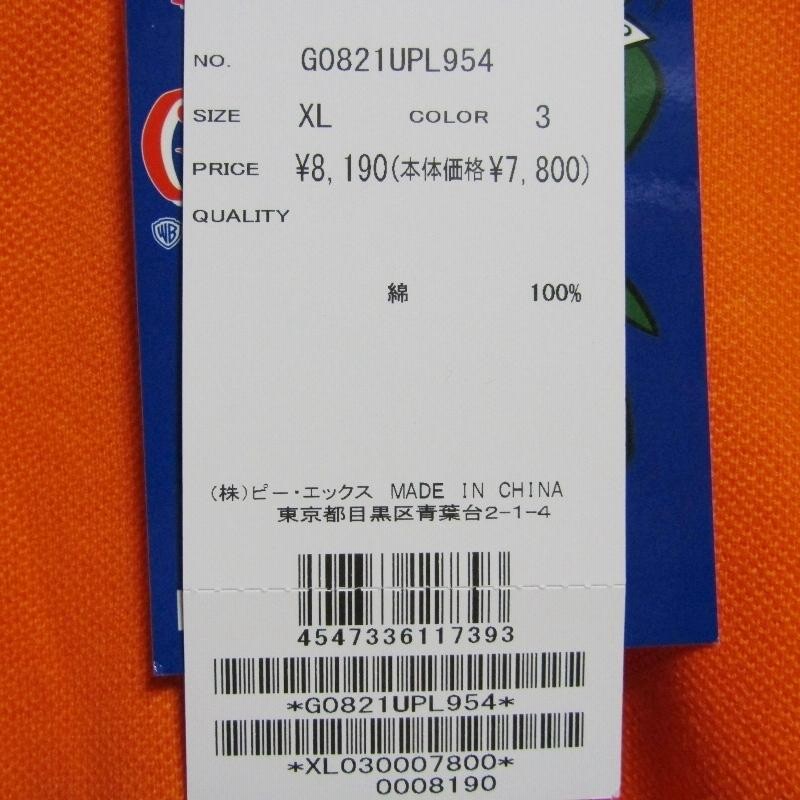 NO. G0821UPL954
SIZE XL COLOR 3
PRICE ¥8,190(本体価格¥7,800)
WB
QUALITY
綿 100%
(株)ピー・エックス MADE IN CHINA
東京都目黒区青葉台2-1-4
4547336117393
*G0821UPL954*
*XL030007800*
0008190